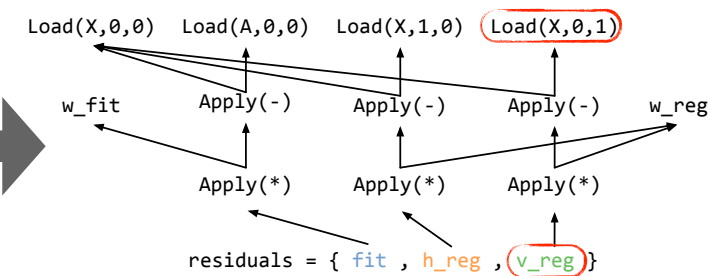 Load(X,0,0) Load(A,0,0) Load(X,1,0) Load(X,0,1)
w_fit Apply(-) Apply(-) Apply(-) w_reg
Apply(*) Apply(*) Apply(*)
residuals = { fit , h_reg , v_reg }